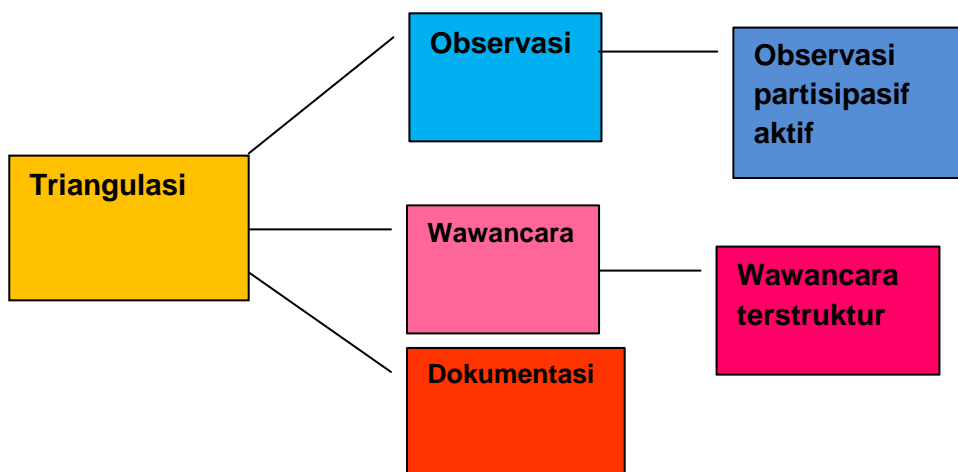 Triangulasi
Observasi
Observasi
partisipasif
aktif
Wawancara
Wawancara
terstruktur
Dokumentasi